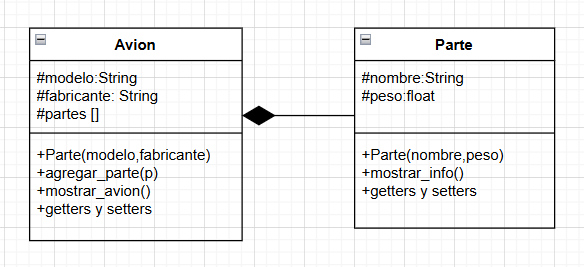 Avion
#modelo:String
#fabricante: String
#partes []
+Parte(modelo,fabricante)
+agregar_parte(p)
+mostrar_avion()
+getters y setters
Parte
#nombre:String
#peso:float
+Parte(nombre,peso)
+mostrar_info()
+getters y setters